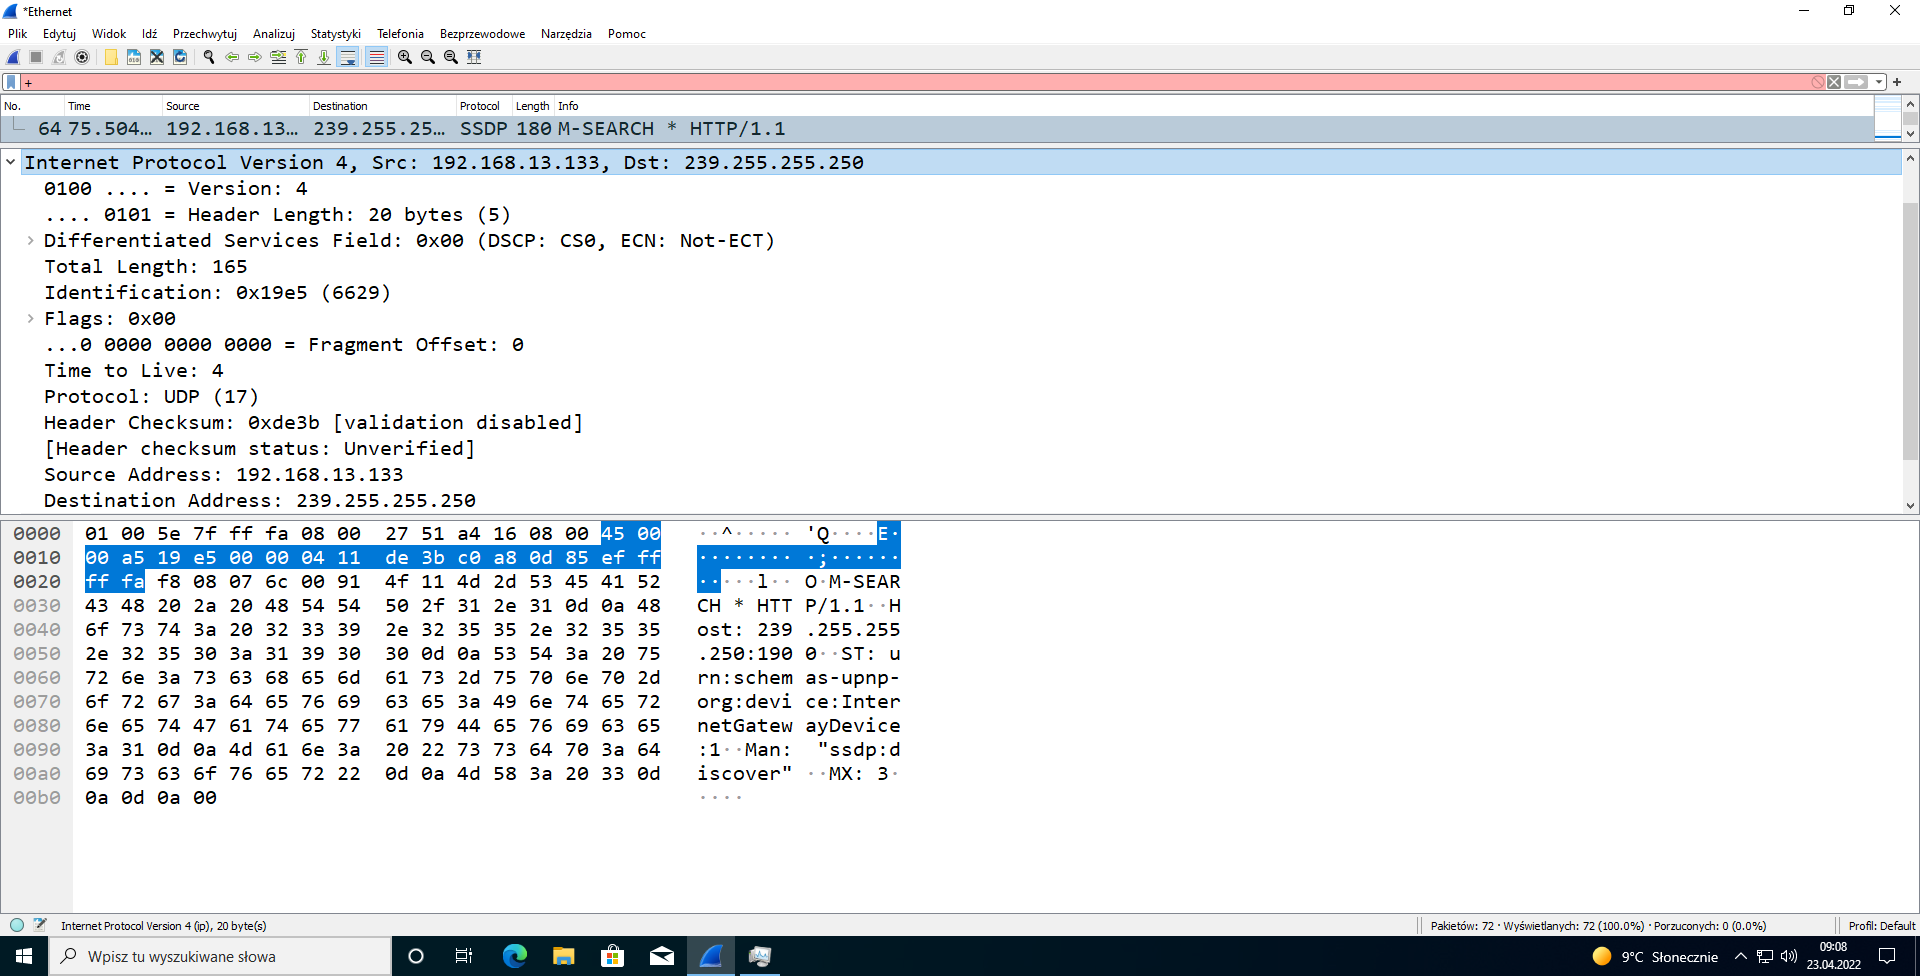 *Ethernet
Plik Edytuj Widok Idź Przechwytuj Analizuj Statystyki Telefonia Bezprzewodowe Narzędzia Pomoc
+
+
No. Time Source Destination Protocol Length Info
64 75.504… 192.168.13… 239.255.25… SSDP 180 M-SEARCH * HTTP/1.1
Internet Protocol Version 4, Src: 192.168.13.133, Dst: 239.255.255.250
0100 .... = Version: 4
.... 0101 = Header Length: 20 bytes (5)
Differentiated Services Field: 0x00 (DSCP: CS0, ECN: Not-ECT)
Total Length: 165
Identification: 0x19e5 (6629)
Flags: 0x00
...0 0000 0000 0000 = Fragment Offset: 0
Time to Live: 4
Protocol: UDP (17)
Header Checksum: 0xde3b [validation disabled]
[Header checksum status: Unverified]
Source Address: 192.168.13.133
Destination Address: 239.255.255.250
0000 01 00 5e 7f ff fa 08 00 27 51 a4 16 08 00 45 00 ··^····· 'Q····E·
0010 00 a5 19 e5 00 00 04 11 de 3b c0 a8 0d 85 ef ff ········ ·;······
0020 ff fa f8 08 07 6c 00 91 4f 11 4d 2d 53 45 41 52 ·····l·· O·M-SEAR
0030 43 48 20 2a 20 48 54 54 50 2f 31 2e 31 0d 0a 48 CH * HTT P/1.1··H
0040 6f 73 74 3a 20 32 33 39 2e 32 35 35 2e 32 35 35 ost: 239 .255.255
0050 2e 32 35 30 3a 31 39 30 30 0d 0a 53 54 3a 20 75 .250:190 0··ST: u
0060 72 6e 3a 73 63 68 65 6d 61 73 2d 75 70 6e 70 2d rn:schem as-upnp-
0070 6f 72 67 3a 64 65 76 69 63 65 3a 49 6e 74 65 72 org:devi ce:Inter
0080 6e 65 74 47 61 74 65 77 61 79 44 65 76 69 63 65 netGatew ayDevice
0090 3a 31 0d 0a 4d 61 6e 3a 20 22 73 73 64 70 3a 64 :1··Man: "ssdp:d
00a0 69 73 63 6f 76 65 72 22 0d 0a 4d 58 3a 20 33 0d iscover" ··MX: 3·
00b0 0a 0d 0a 00 ····
Internet Protocol Version 4 (ip), 20 byte(s)
Pakietów: 72 · Wyświetlanych: 72 (100.0%) · Porzuconych: 0 (0.0%)
Profil: Default
Wpisz tu wyszukiwane słowa
9°C Słonecznie
09:08
23.04.2022